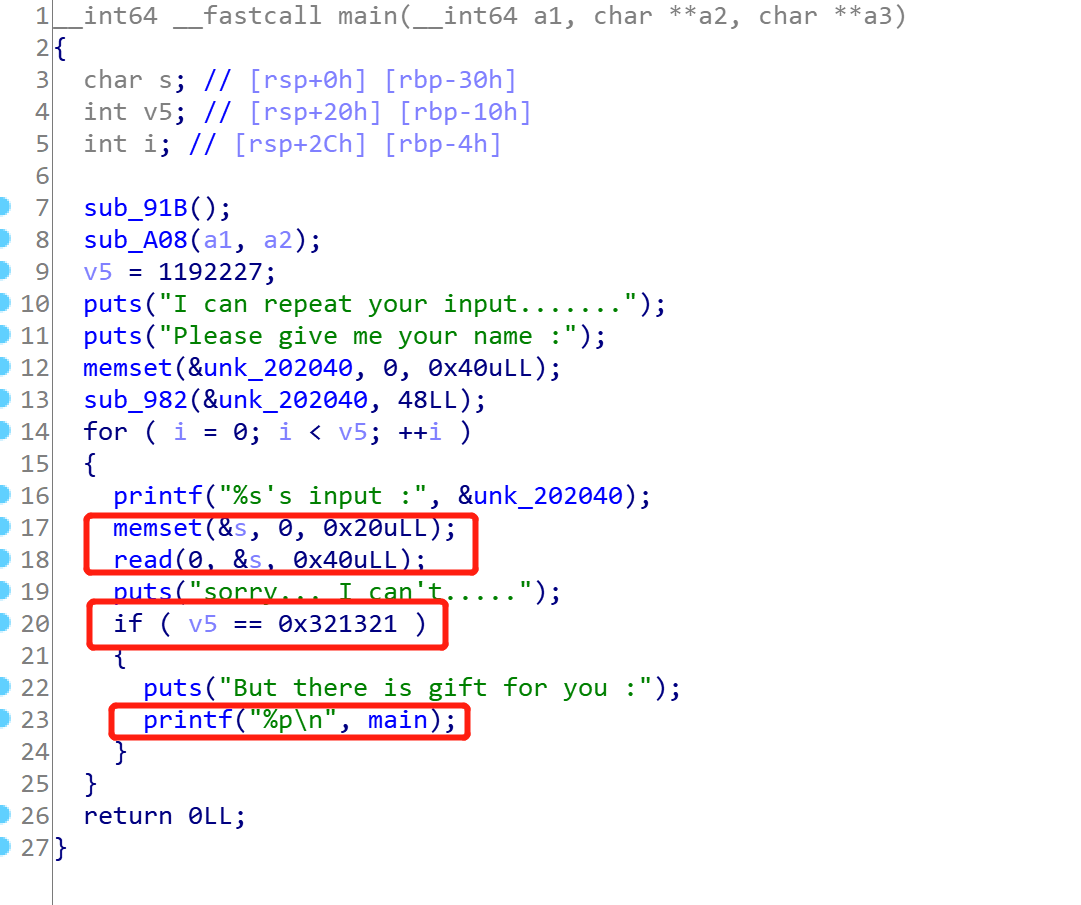 1 __int64 __fastcall main(__int64 a1, char **a2, char **a3)
2 {
3   char s; // [rsp+0h] [rbp-30h]
4   int v5; // [rsp+20h] [rbp-10h]
5   int i; // [rsp+2Ch] [rbp-4h]
6
7   sub_91B();
8   sub_A08(a1, a2);
9   v5 = 1192227;
10   puts("I can repeat your input.......");
11   puts("Please give me your name :");
12   memset(&unk_202040, 0, 0x40uLL);
13   sub_982(&unk_202040, 48LL);
14   for ( i = 0; i < v5; ++i )
15   {
16     printf("%s's input :", &unk_202040);
17     memset(&s, 0, 0x20uLL);
18     read(0, &s, 0x40uLL);
19     puts("sorry... I can't.....");
20     if ( v5 == 0x321321 )
21     {
22       puts("But there is gift for you :");
23       printf("%p\n", main);
24     }
25   }
26   return 0LL;
27 }